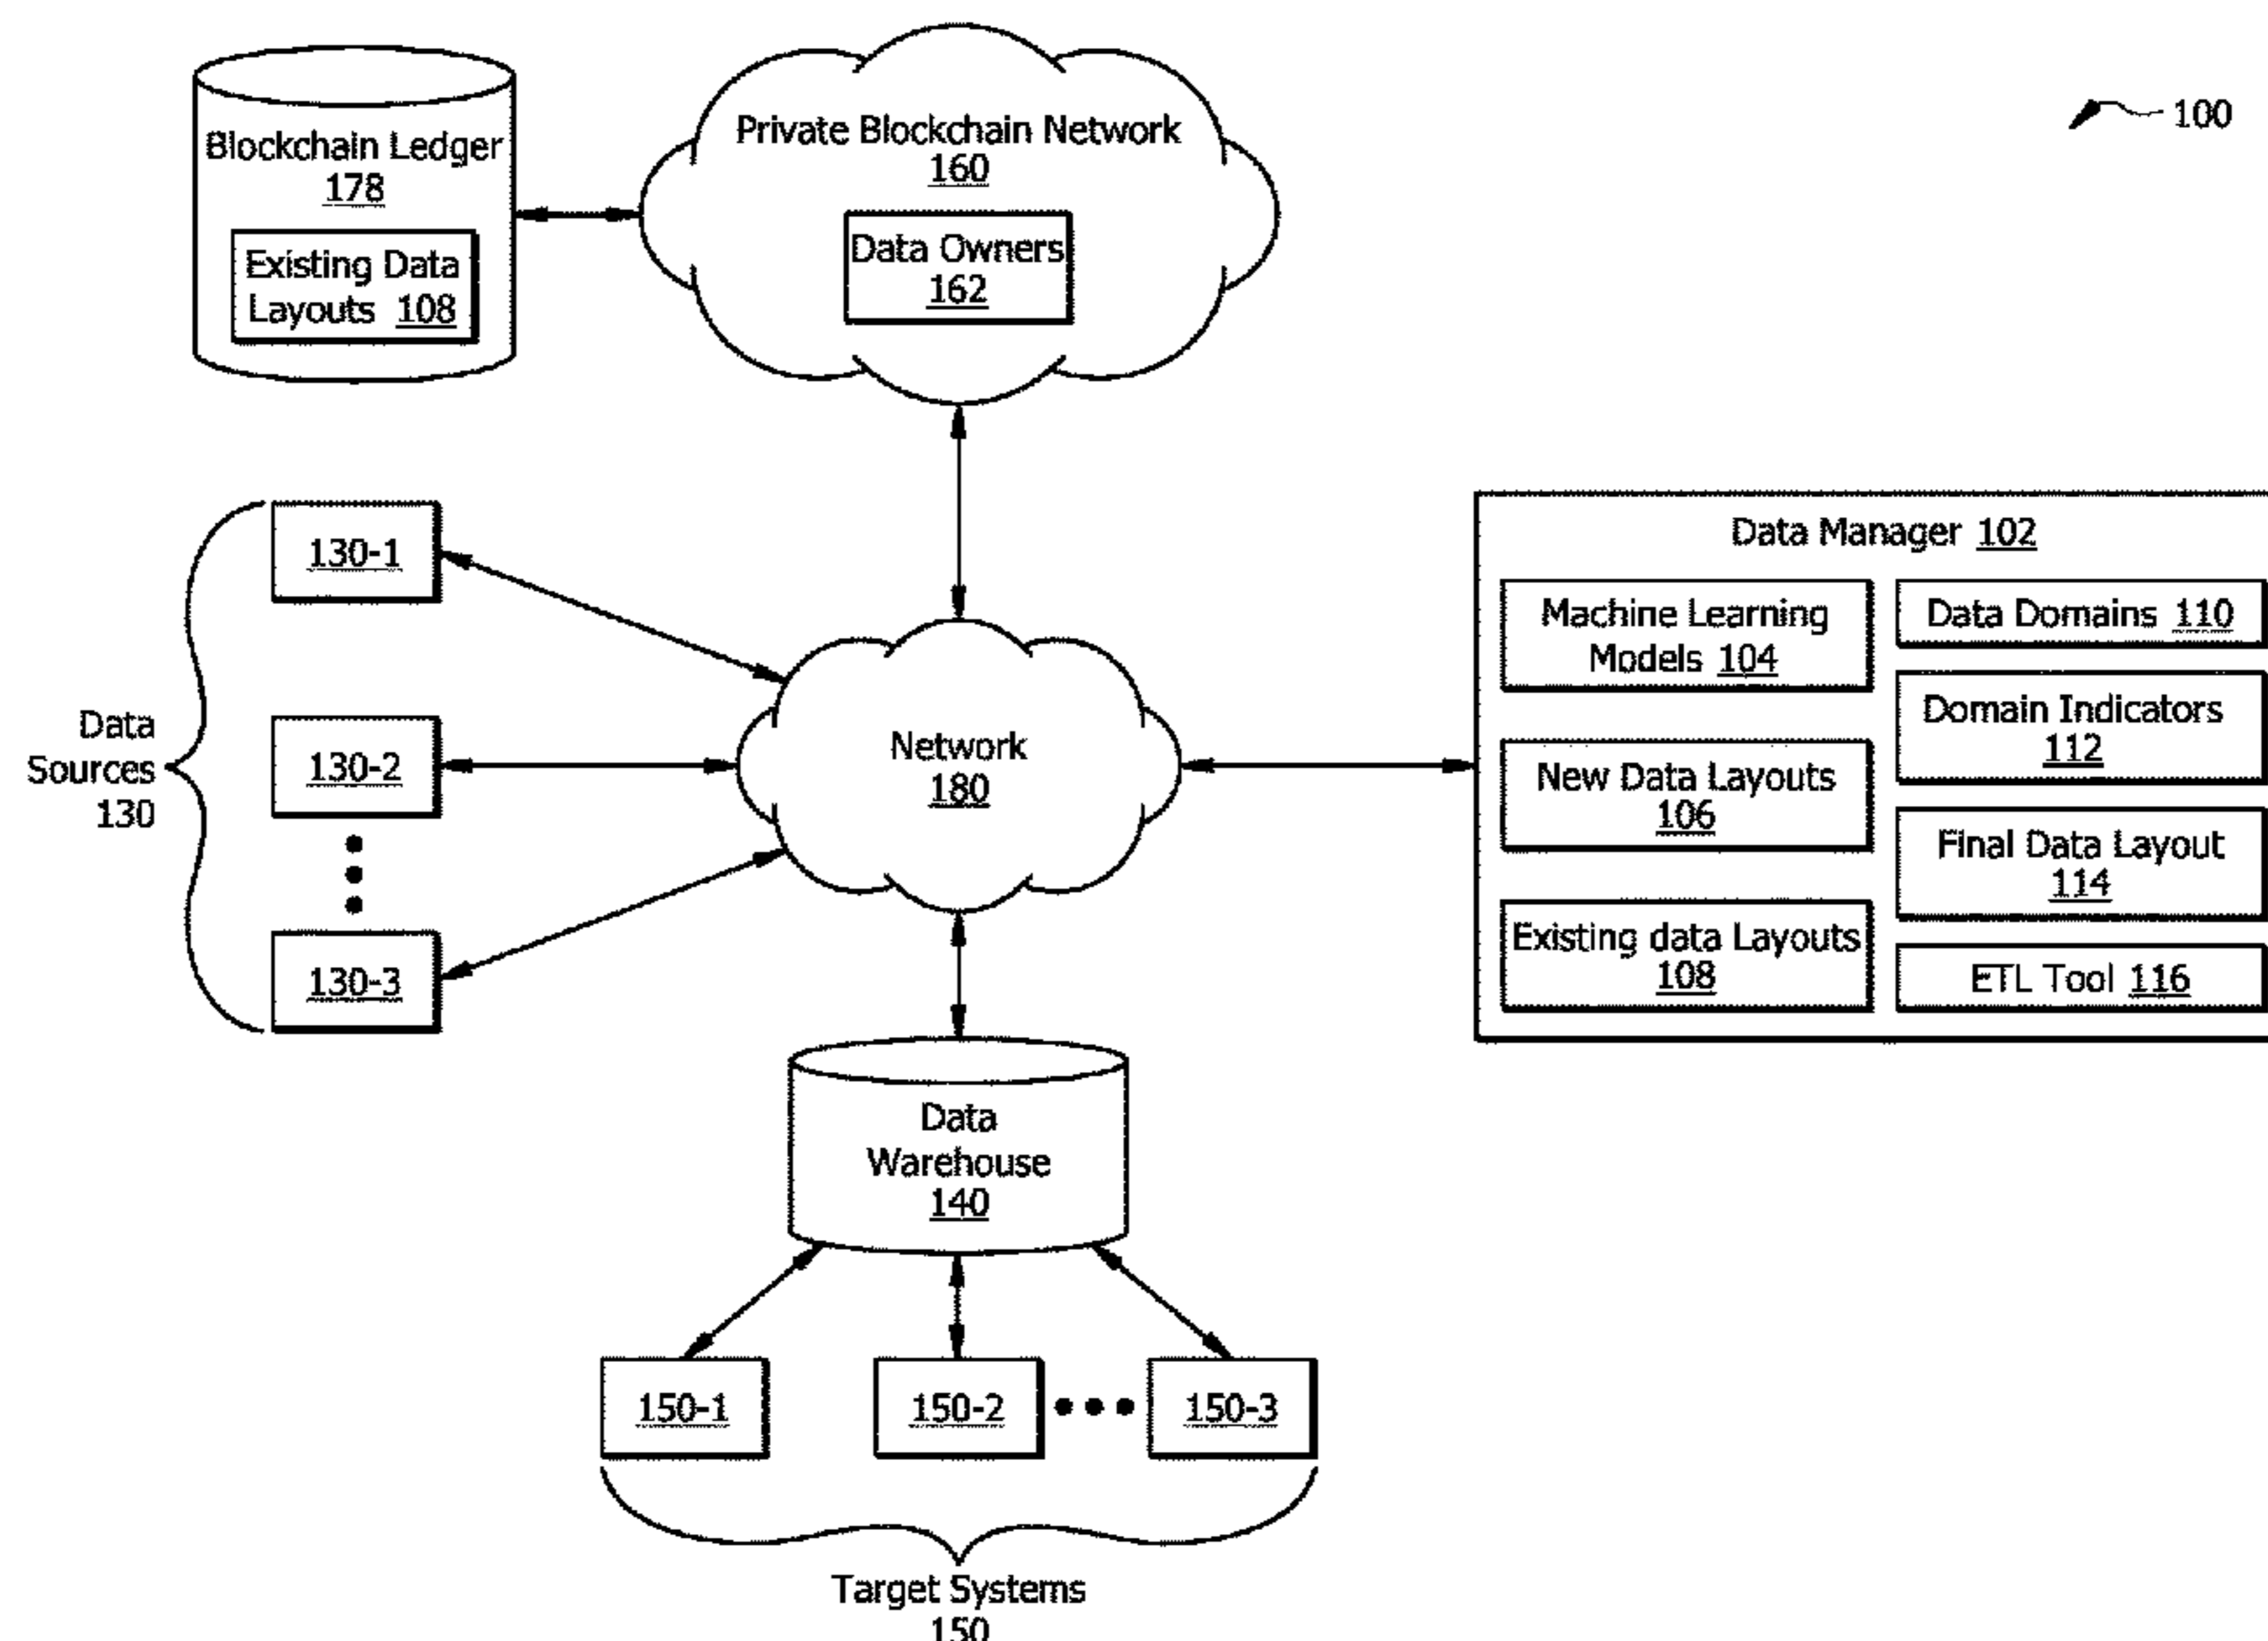 100
Blockchain Ledger
178
Existing Data
Layouts 108
Private Blockchain Network
160
Data Owners
162
Data
Sources
130
130-1
130-2
130-3
Network
180
Data Manager 102
Machine Learning
Models 104
New Data Layouts
106
Existing data Layouts
108
Data Domains 110
Domain Indicators
112
Final Data Layout
114
ETL Tool 116
Data
Warehouse
140
150-1
150-2
150-3
Target Systems
150